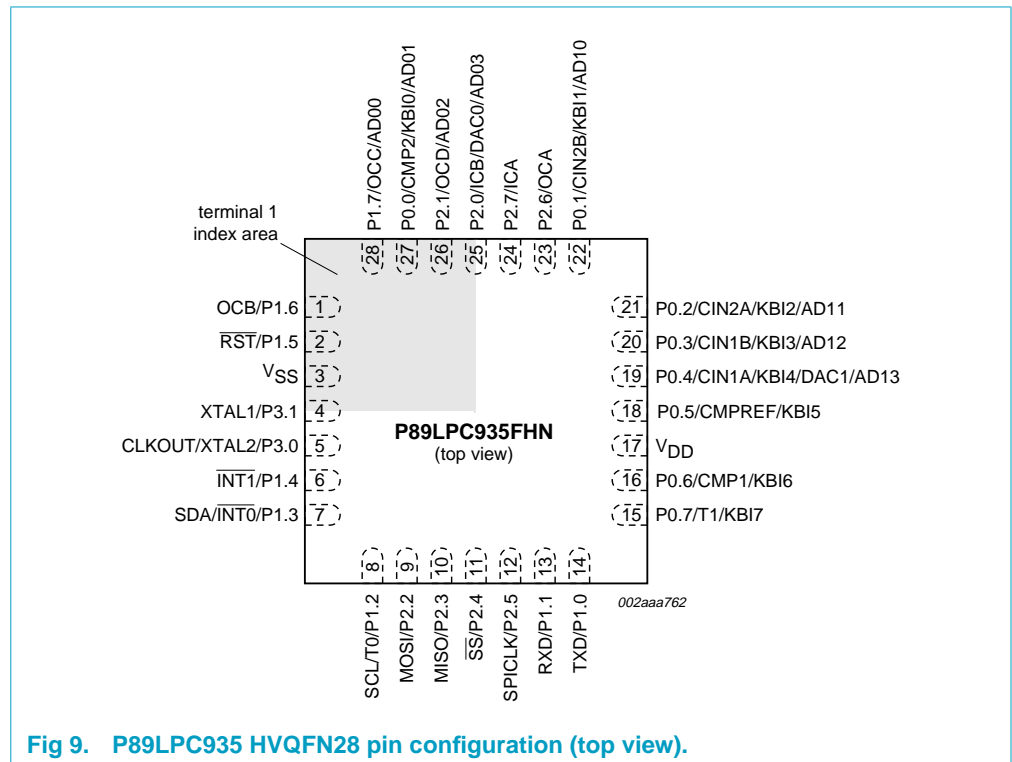 P1.7/OCC/AD00
P0.0/CMP2/KBI0/AD01
P2.1/OCD/AD02
P2.0/ICB/DAC0/AD03
P2.7/ICA
P2.6/OCA
P0.1/CIN2B/KBI1/AD10
terminal 1
index area
28
27
26
25
24
23
22
OCB/P1.6 1
RST/P1.5 2
VSS 3
XTAL1/P3.1 4
CLKOUT/XTAL2/P3.0 5
INT1/P1.4 6
SDA/INT0/P1.3 7
21 P0.2/CIN2A/KBI2/AD11
20 P0.3/CIN1B/KBI3/AD12
19 P0.4/CIN1A/KBI4/DAC1/AD13
18 P0.5/CMPREF/KBI5
17 VDD
16 P0.6/CMP1/KBI6
15 P0.7/T1/KBI7
P89LPC935FHN
(top view)
8
9
10
11
12
13
14
SCL/T0/P1.2
MOSI/P2.2
MISO/P2.3
SS/P2.4
SPICLK/P2.5
RXD/P1.1
TXD/P1.0
002aaa762
Fig 9. P89LPC935 HVQFN28 pin configuration (top view).